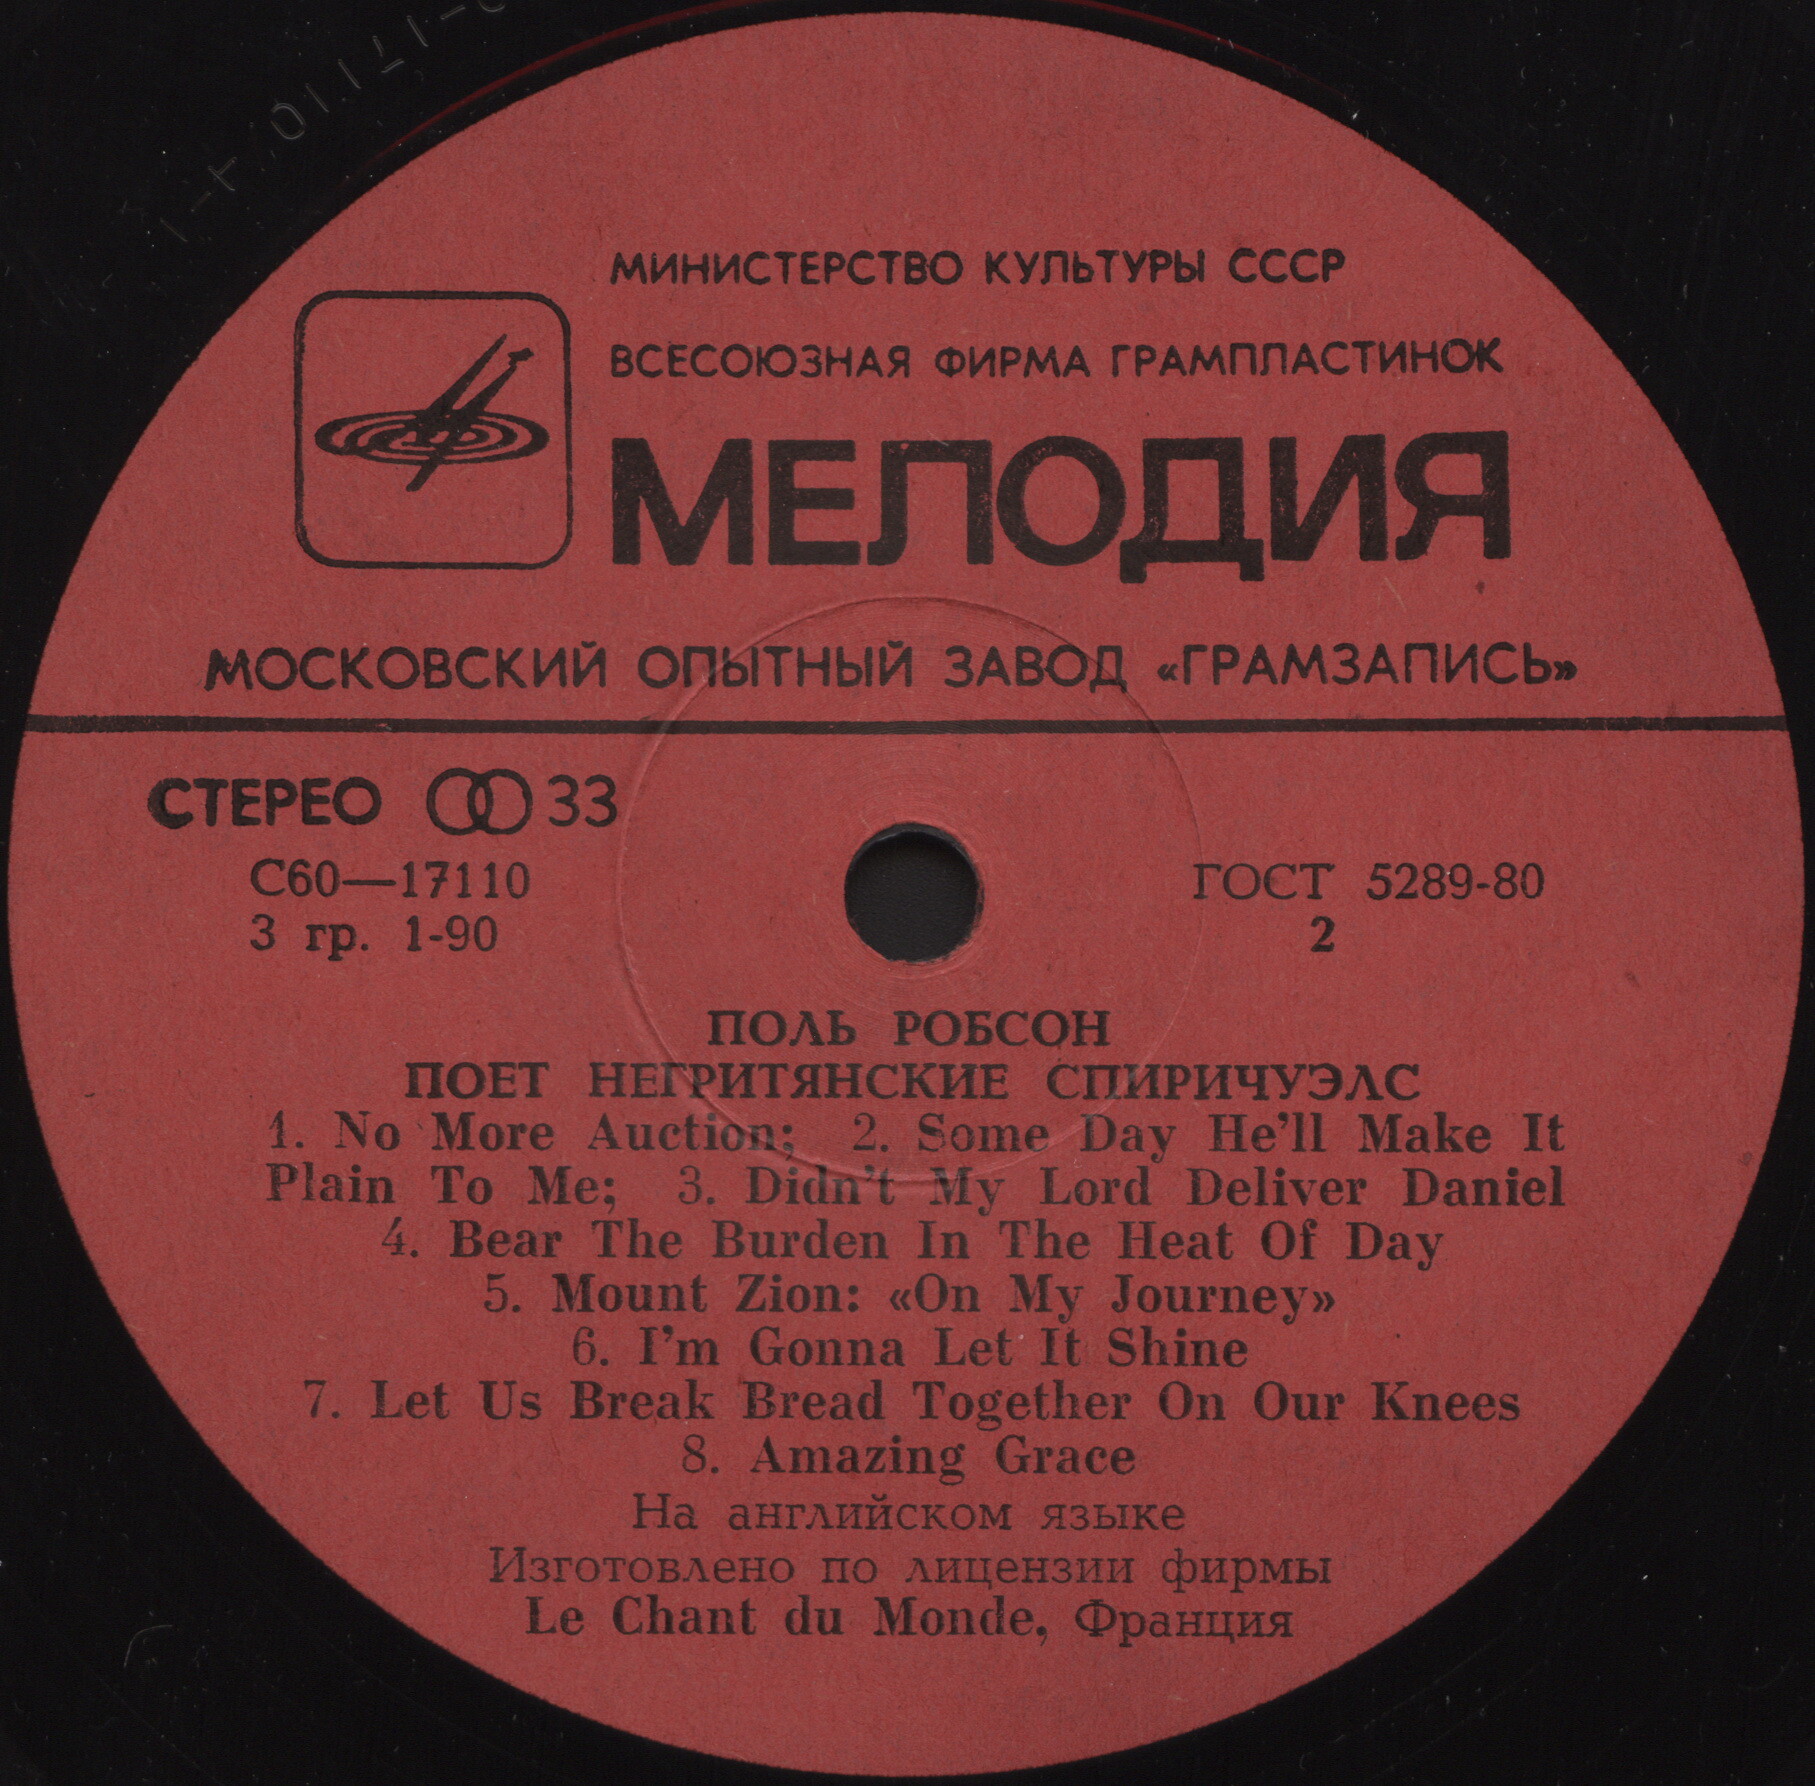 МИНИСТЕРСТВО КУЛЬТУРЫ СССР
ВСЕСОЮЗНАЯ ФИРМА ГРАМПЛАСТИНОК
МЕЛОДИЯ
МОСКОВСКИЙ ОПЫТНЫЙ ЗАВОД «ГРАМЗАПИСЬ»
СТЕРЕО 33
С60—17110
3 гр. 1-90
ГОСТ 5289-80
2
ПОЛЬ РОБСОН
ПОЕТ НЕГРИТЯНСКИЕ СПИРИЧУЭЛС
1. No More Auction; 2. Some Day He'll Make It
Plain To Me; 3. Didn't My Lord Deliver Daniel
4. Bear The Burden In The Heat Of Day
5. Mount Zion: «On My Journey»
6. I'm Gonna Let It Shine
7. Let Us Break Bread Together On Our Knees
8. Amazing Grace
На английском языке
Изготовлено по лицензии фирмы
Le Chant du Monde, Франция